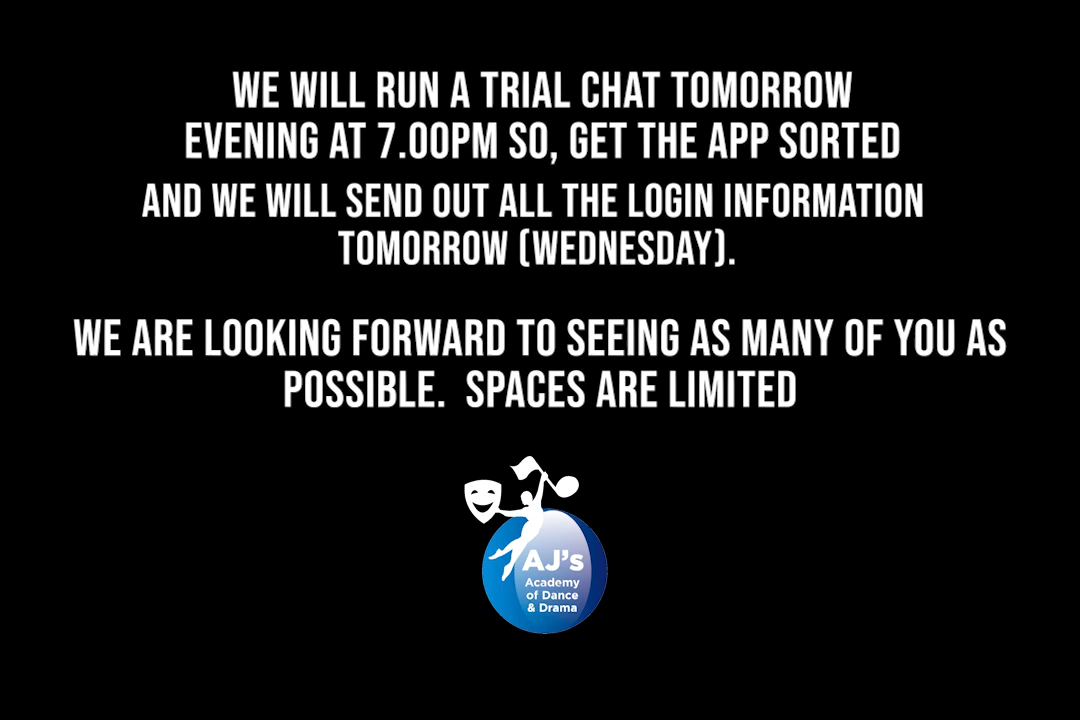 WE WILL RUN A TRIAL CHAT TOMORROW
EVENING AT 7.00PM SO, GET THE APP SORTED
AND WE WILL SEND OUT ALL THE LOGIN INFORMATION
TOMORROW (WEDNESDAY).
WE ARE LOOKING FORWARD TO SEEING AS MANY OF YOU AS
POSSIBLE.  SPACES ARE LIMITED
AJ's
Academy
of Dance
& Drama